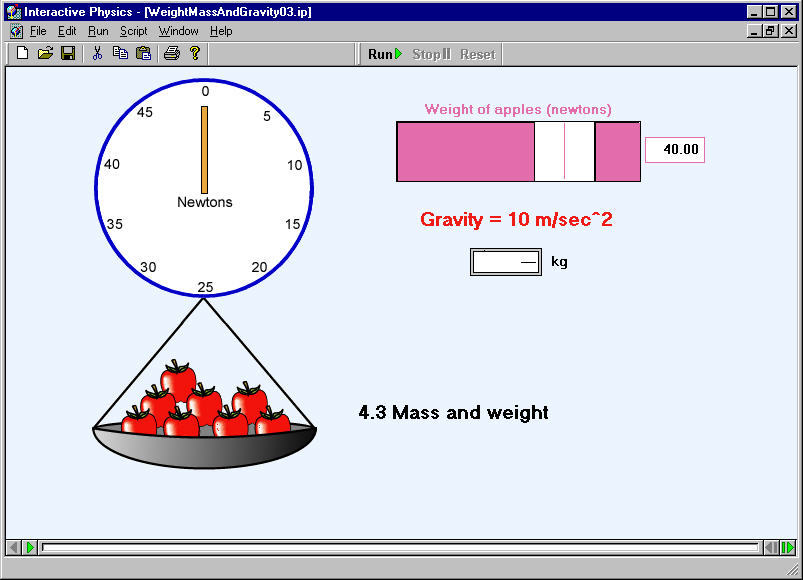 Interactive Physics - [WeightMassAndGravity03.ip]
File Edit Run Script Window Help
Run Stop Reset
0
45 5
40 10
Newtons
35 15
30 20
25
Weight of apples (newtons)
40.00
Gravity = 10 m/sec^2
kg
4.3 Mass and weight